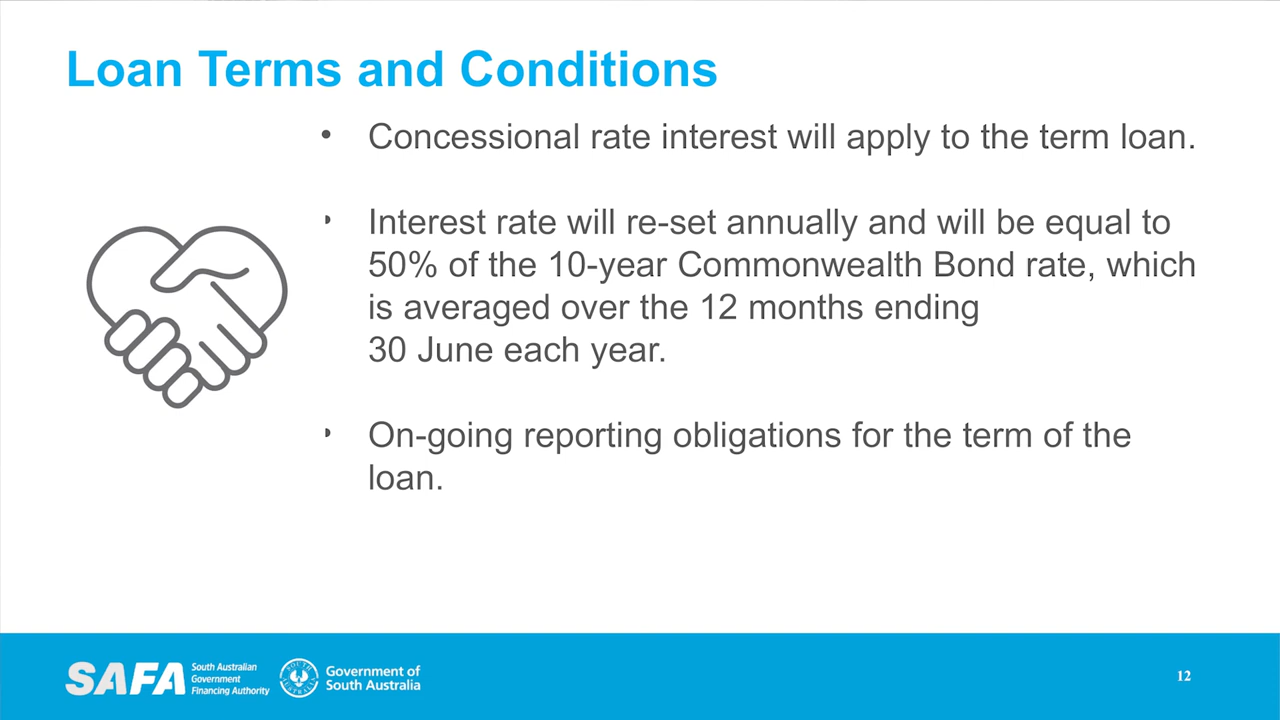 Loan Terms and Conditions
• Concessional rate interest will apply to the term loan.
• Interest rate will re-set annually and will be equal to
50% of the 10-year Commonwealth Bond rate, which
is averaged over the 12 months ending
30 June each year.
• On-going reporting obligations for the term of the
loan.
SAFA
South Australian
Government
Financing Authority
SOUTH AUSTRALIA
Government of
South Australia
12